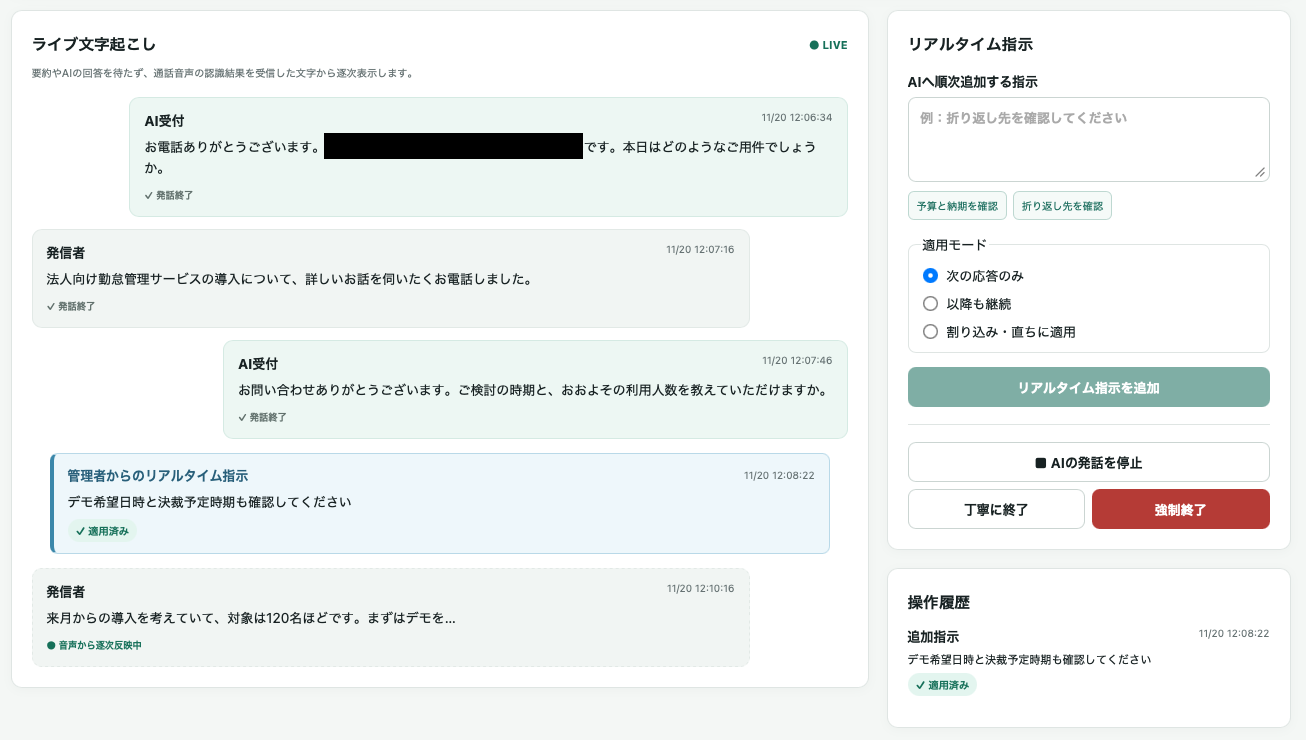 ライブ文字起こし
● LIVE
要約やAIの回答を待たず、通話音声の認識結果を受信した文字から逐次表示します。
AI受付
11/20 12:06:34
お電話ありがとうございます。
です。本日はどのようなご用件でしょう
か。
✓ 発話終了
発信者
11/20 12:07:16
法人向け勤怠管理サービスの導入について、詳しいお話を伺いたくお電話しました。
✓ 発話終了
AI受付
11/20 12:07:46
お問い合わせありがとうございます。ご検討の時期と、おおよその利用人数を教えていただけますか。
✓ 発話終了
管理者からのリアルタイム指示
11/20 12:08:22
デモ希望日時と決裁予定時期も確認してください
✓ 適用済み
発信者
11/20 12:10:16
来月からの導入を考えていて、対象は120名ほどです。まずはデモを…
● 音声から逐次反映中
リアルタイム指示
AIへ順次追加する指示
例：折り返し先を確認してください
予算と納期を確認
折り返し先を確認
適用モード
次の応答のみ
以降も継続
割り込み・直ちに適用
リアルタイム指示を追加
■ AIの発話を停止
丁寧に終了
強制終了
操作履歴
追加指示
11/20 12:08:22
デモ希望日時と決裁予定時期も確認してください
✓ 適用済み